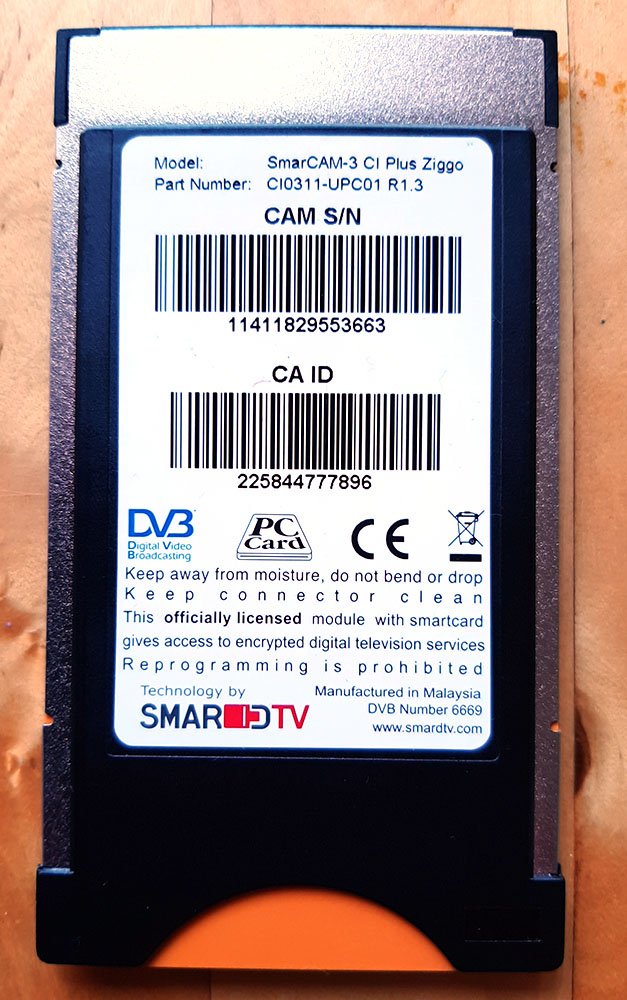 Model: SmarCAM-3 CI Plus Ziggo
Part Number: CI0311-UPC01 R1.3
CAM S/N
11411829553663
CA ID
225844777896
DVB
Digital Video
Broadcasting
PC
Card
CE
Keep away from moisture, do not bend or drop
Keep connector clean
This officially licensed module with smartcard
gives access to encrypted digital television services
Reprogramming is prohibited
Technology by
SMARDTV
Manufactured in Malaysia
DVB Number 6669
www.smardtv.com